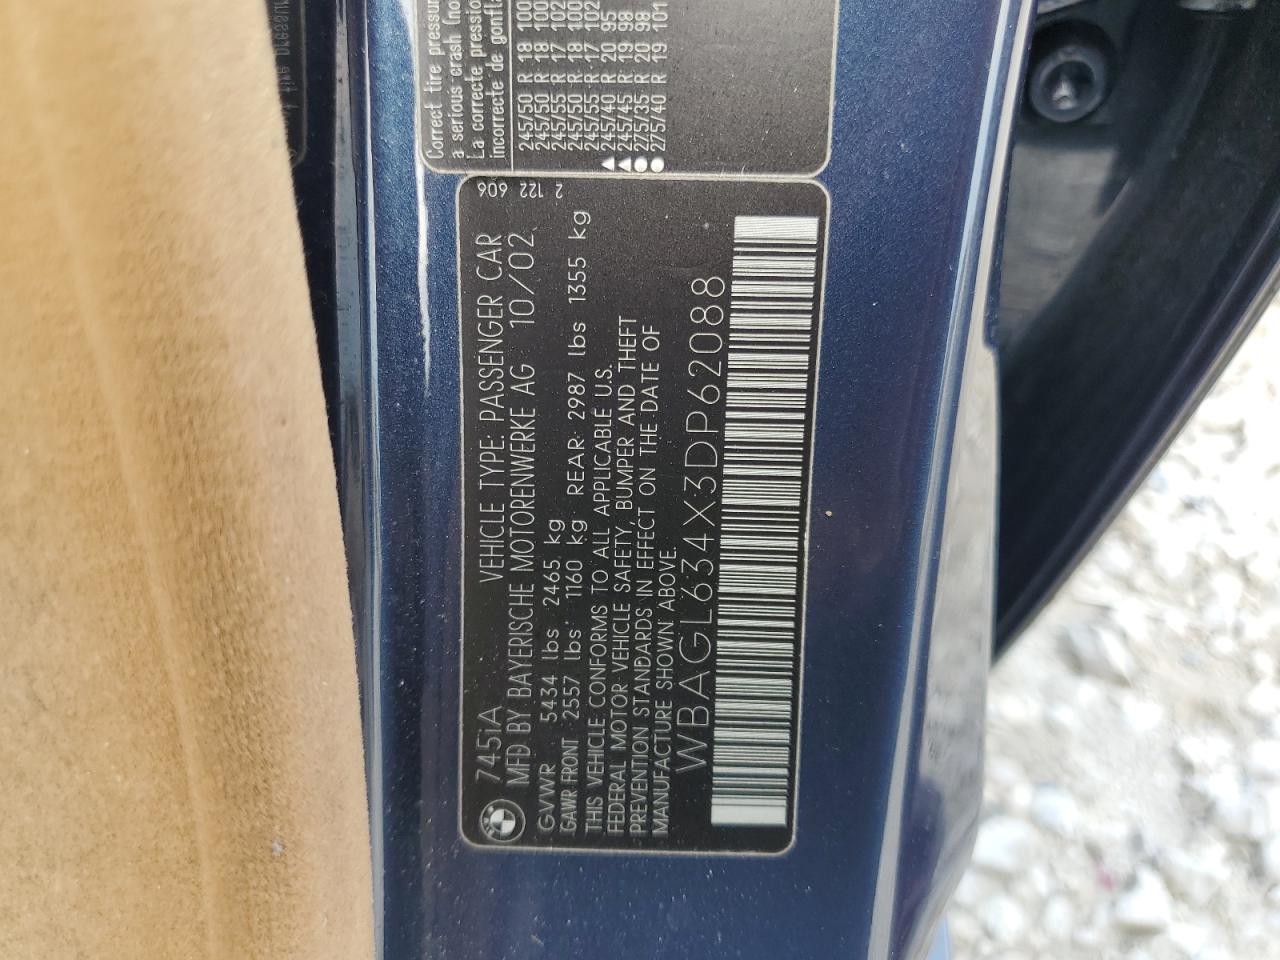 745iA VEHICLE TYPE: PASSENGER CAR
MFD BY BAYERISCHE MOTORENWERKE AG 10/02
GVWR 5434 lbs 2465 kg
GAWR FRONT 2557 lbs 1160 kg REAR: 2987 lbs 1355 kg
THIS VEHICLE CONFORMS TO ALL APPLICABLE U.S.
FEDERAL MOTOR VEHICLE SAFETY, BUMPER AND THEFT
PREVENTION STANDARDS IN EFFECT ON THE DATE OF
MANUFACTURE SHOWN ABOVE.
WBAGL634X3DP62088
2 122 606
Correct tire pressur
a serious crash (no
La correcte pressio
incorrecte de gonfl
245/50 R 18 100
245/50 R 18 100
245/55 R 17 102
245/50 R 18 100
245/55 R 17 102
▲245/40 R 20 95
▲245/45 R 19 98
●275/35 R 20 98
●275/40 R 19 101